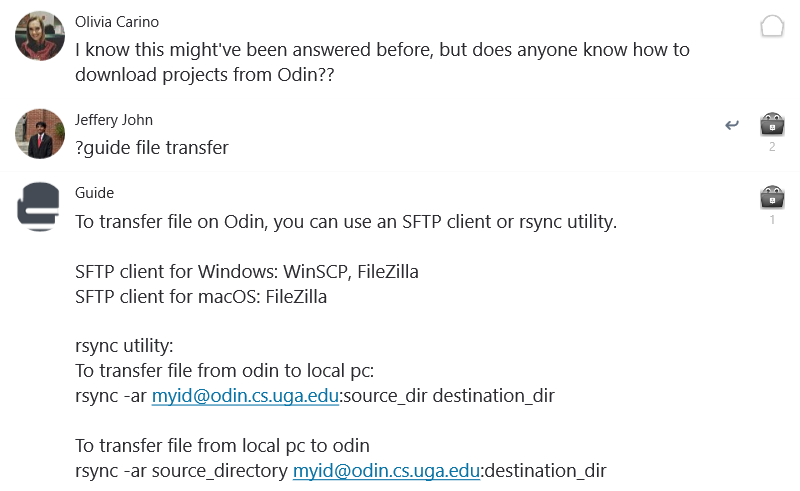 Olivia Carino
I know this might've been answered before, but does anyone know how to
download projects from Odin??
Jeffery John
?guide file transfer
2
Guide
To transfer file on Odin, you can use an SFTP client or rsync utility.
1
SFTP client for Windows: WinSCP, FileZilla
SFTP client for macOS: FileZilla
rsync utility:
To transfer file from odin to local pc:
rsync -ar myid@odin.cs.uga.edu:source_dir destination_dir
To transfer file from local pc to odin
rsync -ar source_directory myid@odin.cs.uga.edu:destination_dir